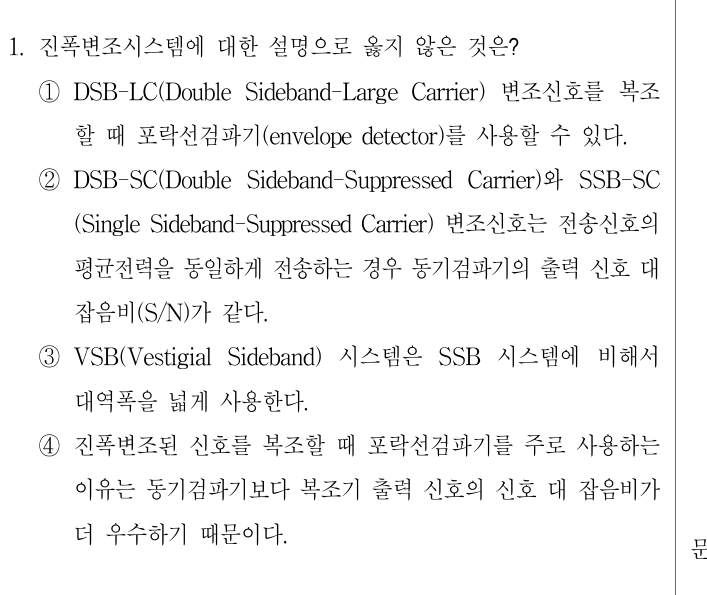 1. 진폭변조시스템에 대한 설명으로 옳지 않은 것은?
① DSB-LC(Double Sideband-Large Carrier) 변조신호를 복조
할 때 포락선검파기(envelope detector)를 사용할 수 있다.
② DSB-SC(Double Sideband-Suppressed Carrier)와 SSB-SC
(Single Sideband-Suppressed Carrier) 변조신호는 전송신호의
평균전력을 동일하게 전송하는 경우 동기검파기의 출력 신호 대
잡음비(S/N)가 같다.
③ VSB(Vestigial Sideband) 시스템은 SSB 시스템에 비해서
대역폭을 넓게 사용한다.
④ 진폭변조된 신호를 복조할 때 포락선검파기를 주로 사용하는
이유는 동기검파기보다 복조기 출력 신호의 신호 대 잡음비가
더 우수하기 때문이다.
문